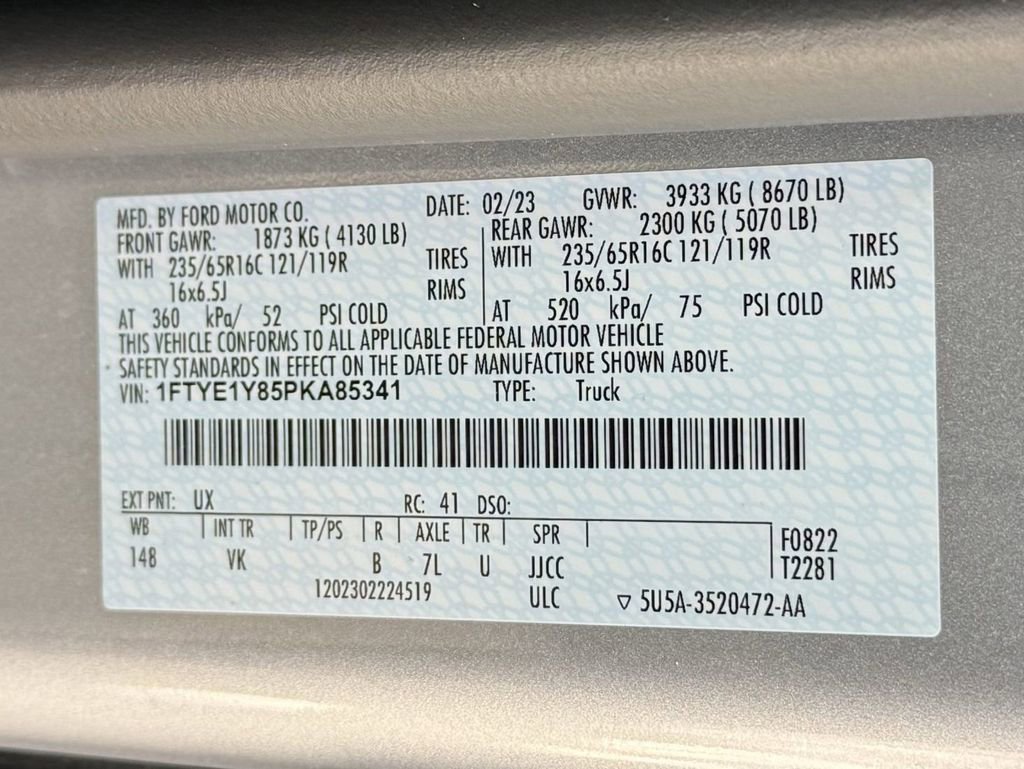 MFD. BY FORD MOTOR CO. DATE: 02/23 GVWR: 3933 KG ( 8670 LB)
FRONT GAWR: 1873 KG ( 4130 LB) REAR GAWR: 2300 KG ( 5070 LB)
WITH 235/65R16C 121/119R TIRES WITH 235/65R16C 121/119R TIRES
16x6.5J RIMS 16x6.5J RIMS
AT 360 kPa/ 52 PSI COLD AT 520 kPa/ 75 PSI COLD
THIS VEHICLE CONFORMS TO ALL APPLICABLE FEDERAL MOTOR VEHICLE
SAFETY STANDARDS IN EFFECT ON THE DATE OF MANUFACTURE SHOWN ABOVE.
VIN: 1FTYE1Y85PKA85341 TYPE: Truck
EXT PNT: UX RC: 41 DSO:
WB INT TR TP/PS R AXLE TR SPR F0822
148 VK B 7L U JJCC T2281
1202302224519 ULC ▽ 5U5A-3520472-AA